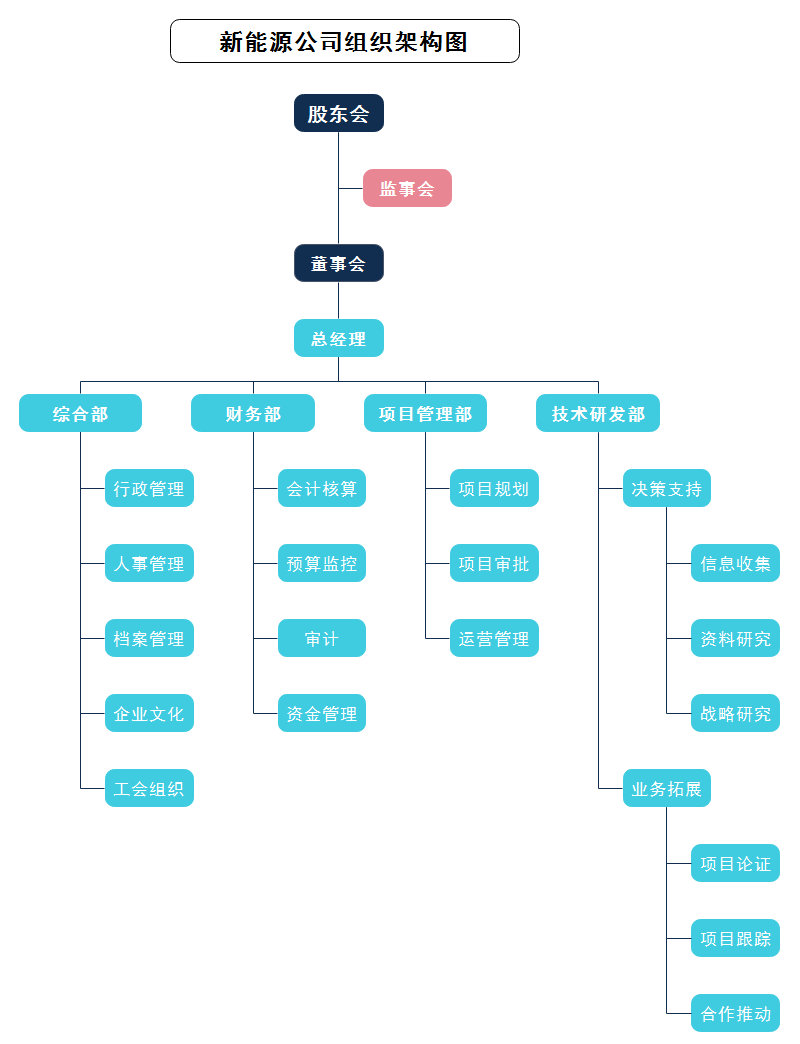 新能源公司组织架构图
股东会
监事会
董事会
总经理
综合部
财务部
项目管理部
技术研发部
行政管理
会计核算
项目规划
决策支持
人事管理
预算监控
项目审批
信息收集
档案管理
审计
运营管理
资料研究
企业文化
资金管理
战略研究
工会组织
业务拓展
项目论证
项目跟踪
合作推动